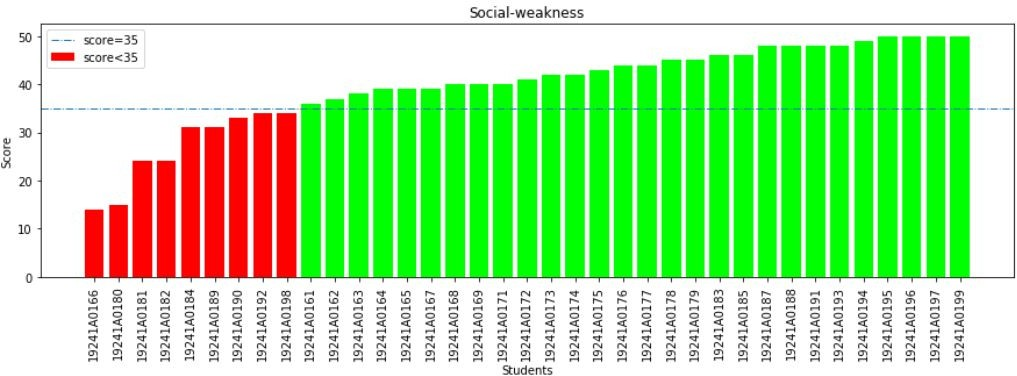 Social-weakness
score=35
score<35
Score
50
40
30
20
10
0
19241A0166
19241A0180
19241A0181
19241A0182
19241A0184
19241A0189
19241A0190
19241A0192
19241A0198
19241A0161
19241A0162
19241A0163
19241A0164
19241A0165
19241A0167
19241A0168
19241A0169
19241A0171
19241A0172
19241A0173
19241A0174
19241A0175
19241A0176
19241A0177
19241A0178
19241A0179
19241A0183
19241A0185
19241A0187
19241A0188
19241A0191
19241A0193
19241A0194
19241A0195
19241A0196
19241A0197
19241A0199
Students